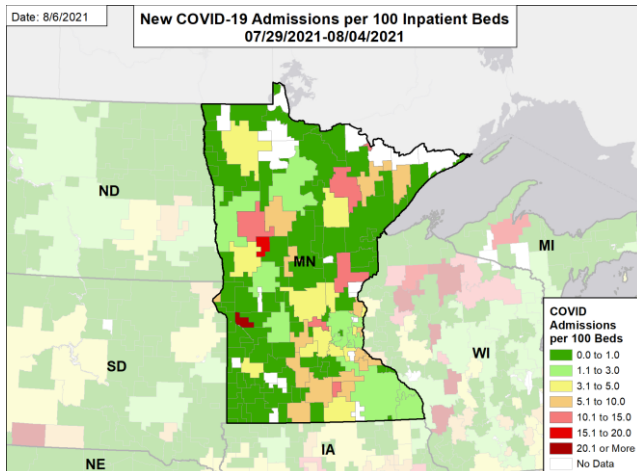 Date: 8/6/2021
New COVID-19 Admissions per 100 Inpatient Beds
07/29/2021-08/04/2021
ND
MN
MI
SD
WI
NE
IA
COVID
Admissions
per 100 Beds
0.0 to 1.0
1.1 to 3.0
3.1 to 5.0
5.1 to 10.0
10.1 to 15.0
15.1 to 20.0
20.1 or More
No Data